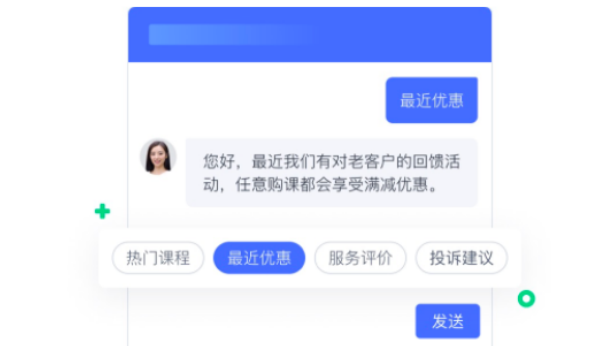 最近优惠
您好，最近我们有对老客户的回馈活
动，任意购课都会享受满减优惠。
热门课程 最近优惠 服务评价 投诉建议
发送